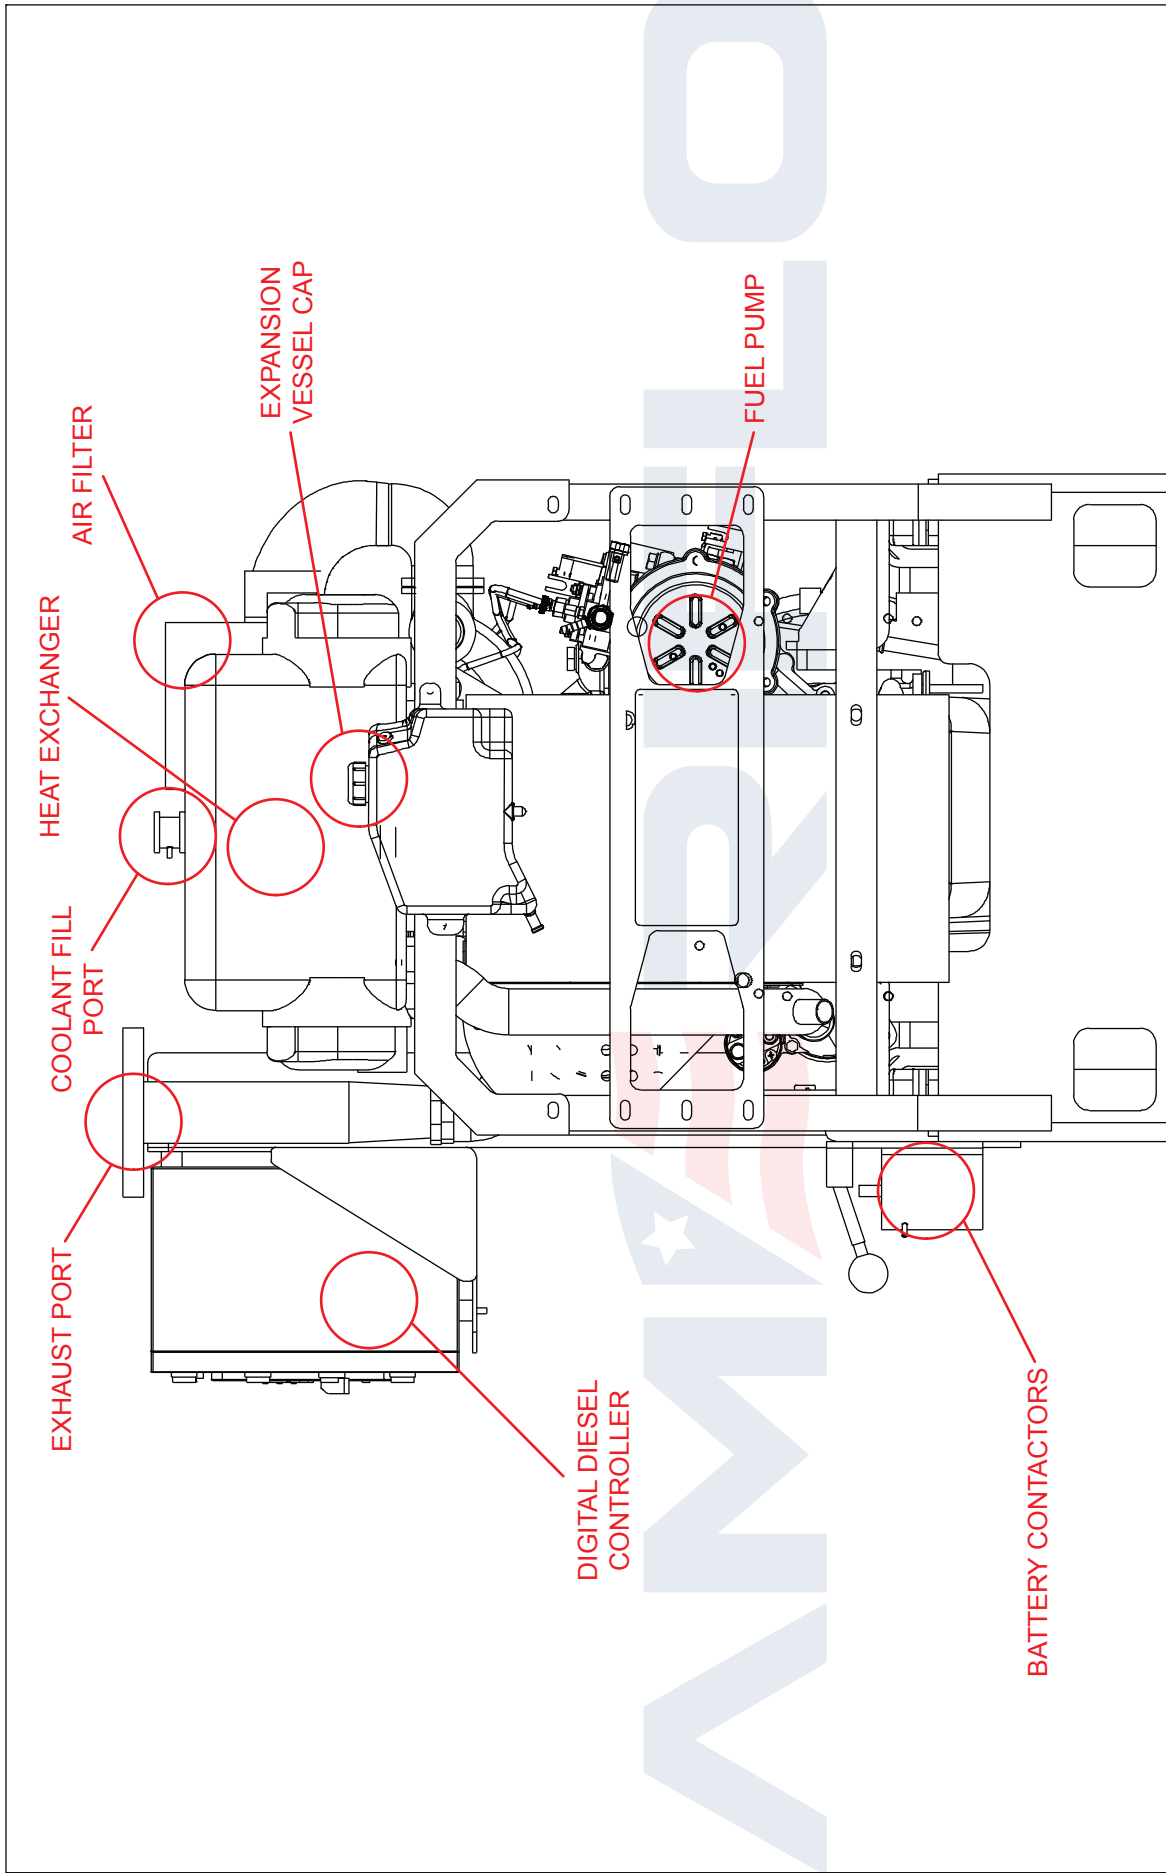 EXHAUST PORT
COOLANT FILL
PORT
HEAT EXCHANGER
AIR FILTER
EXPANSION
VESSEL CAP
DIGITAL DIESEL
CONTROLLER
FUEL PUMP
BATTERY CONTACTORS